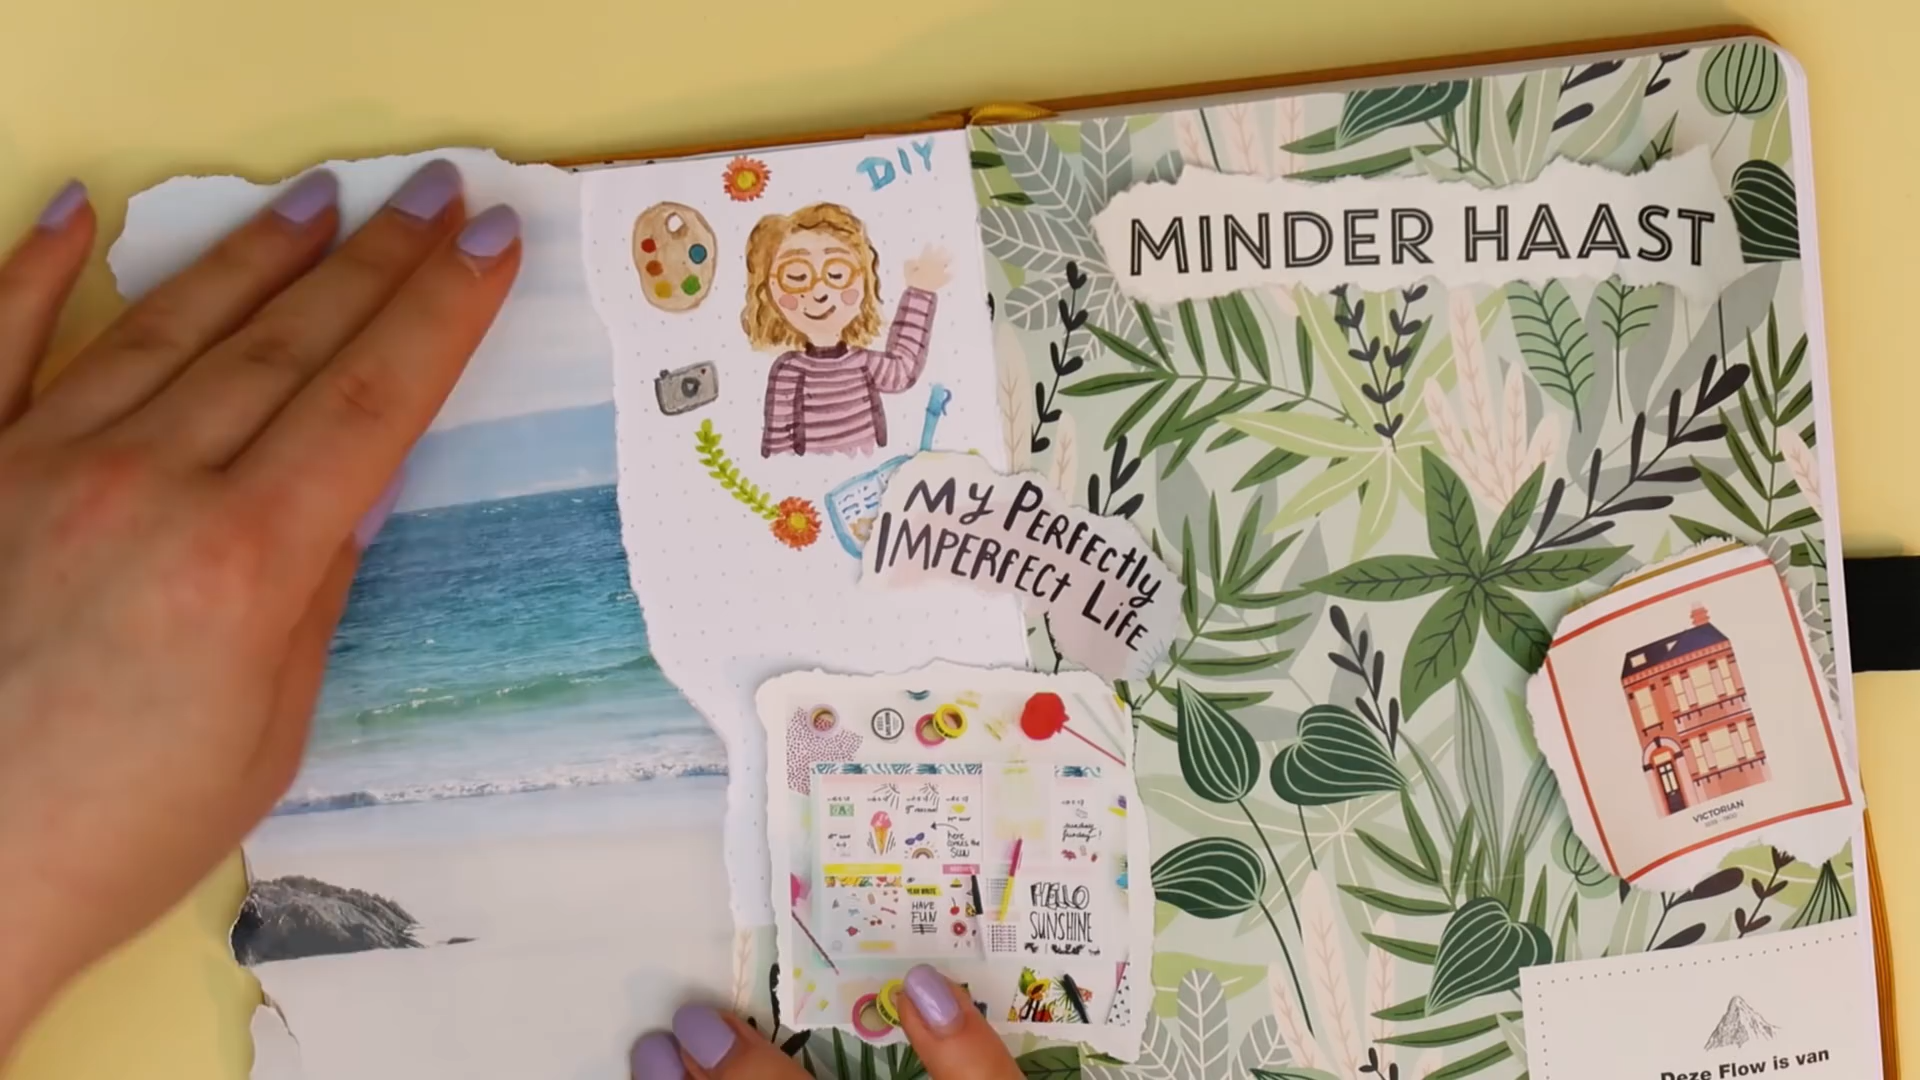 DIY
MINDER HAAST
My PERFEctly
IMPERFEct LiFE
VICTORIAN
here
comes the
SUN
HAVE
FUN
HELLO
SUNSHINE
Deze Flow is van